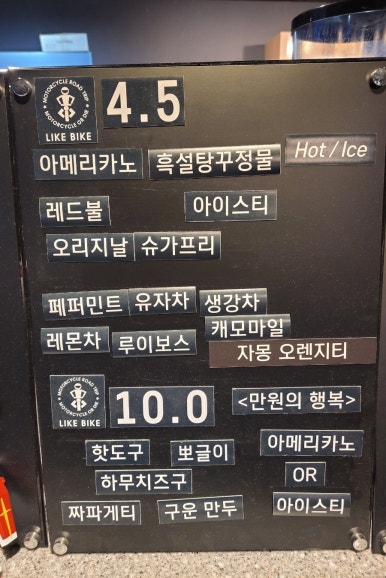 MOTORCYCLE ROAD TRIP
MOTORCYCLE OR DIE
LIKE BIKE
4.5
아메리카노 흑설탕꾸정물 Hot / Ice
레드불 아이스티
오리지날 슈가프리
페퍼민트 유자차 생강차
레몬차 루이보스 캐모마일
자몽 오렌지티
MOTORCYCLE ROAD TRIP
MOTORCYCLE OR DIE
LIKE BIKE
10.0 <만원의 행복>
핫도구 뽀글이 아메리카노
하무치즈구 OR
짜파게티 구운 만두 아이스티